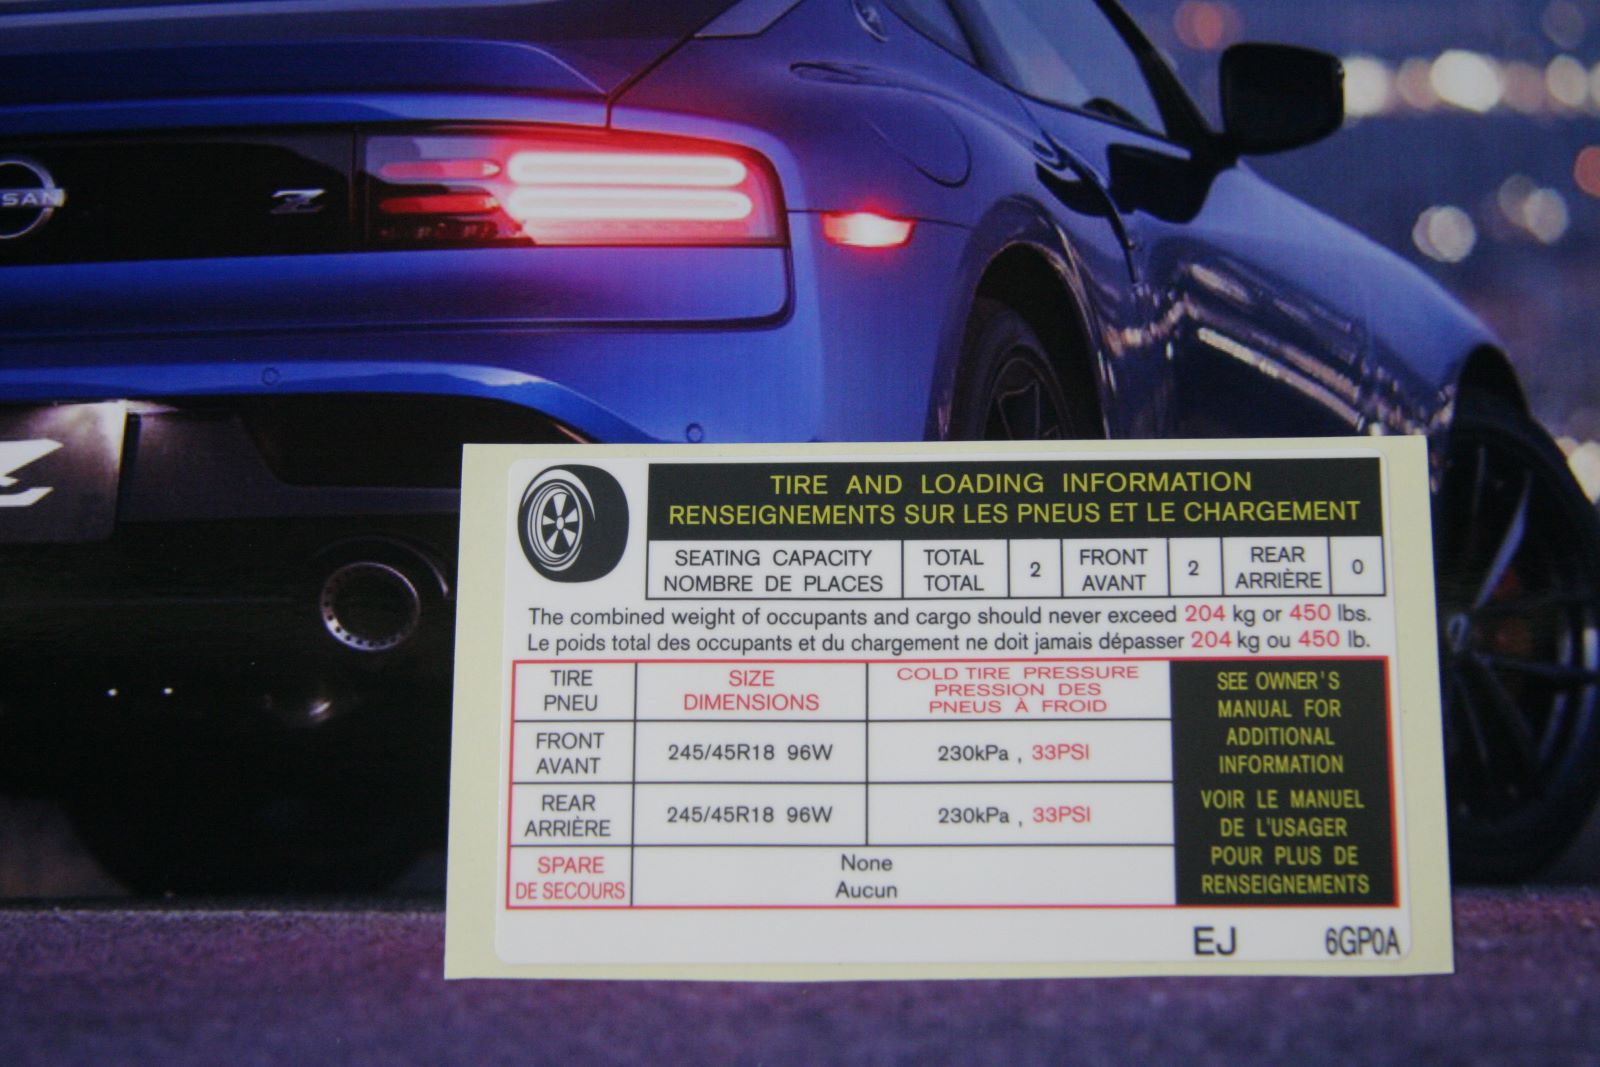 SAN
Z
Z
TIRE AND LOADING INFORMATION
RENSEIGNEMENTS SUR LES PNEUS ET LE CHARGEMENT
SEATING CAPACITY
NOMBRE DE PLACES
TOTAL
TOTAL
2
FRONT
AVANT
2
REAR
ARRIÈRE
0
The combined weight of occupants and cargo should never exceed 204 kg or 450 lbs.
Le poids total des occupants et du chargement ne doit jamais dépasser 204 kg ou 450 lb.
TIRE
PNEU
SIZE
DIMENSIONS
COLD TIRE PRESSURE
PRESSION DES
PNEUS À FROID
FRONT
AVANT
245/45R18 96W
230kPa , 33PSI
REAR
ARRIÈRE
245/45R18 96W
230kPa , 33PSI
SPARE
DE SECOURS
None
Aucun
SEE OWNER'S
MANUAL FOR
ADDITIONAL
INFORMATION
VOIR LE MANUEL
DE L'USAGER
POUR PLUS DE
RENSEIGNEMENTS
EJ
6GP0A